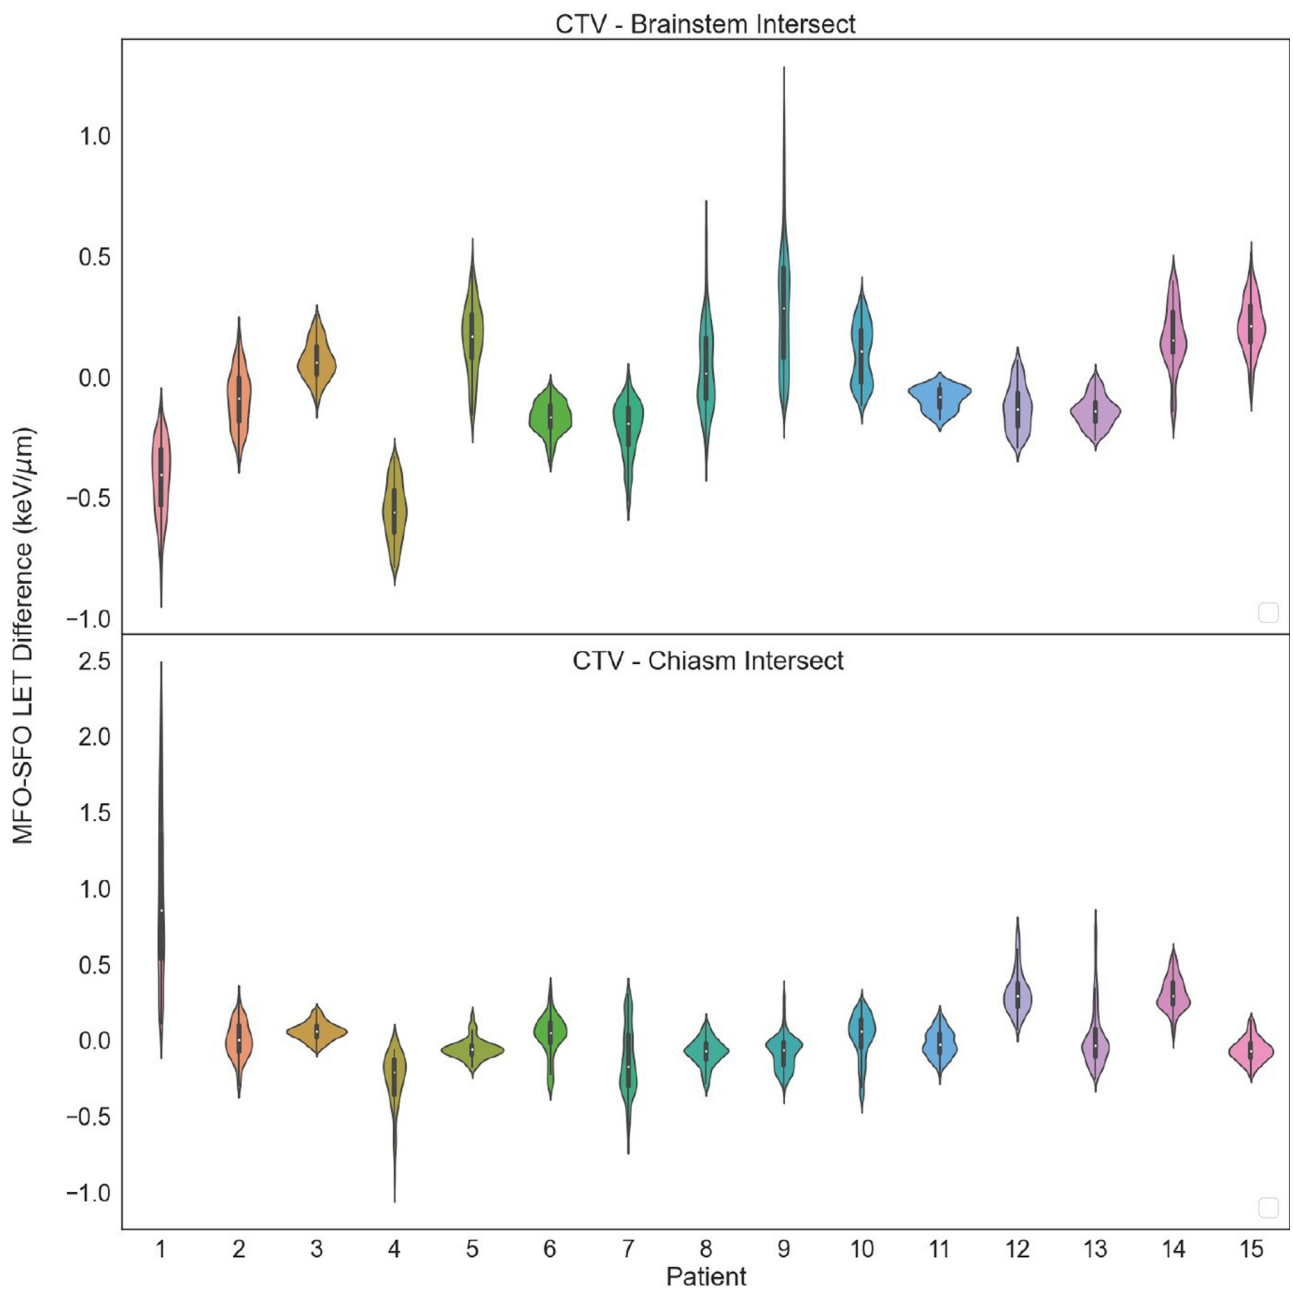 CTV - Brainstem Intersect
1.0
0.5
0.0
−0.5
−1.0
MFO-SFO LET Difference (keV/μm)
CTV - Chiasm Intersect
2.5
2.0
1.5
1.0
0.5
0.0
−0.5
−1.0
1 2 3 4 5 6 7 8 9 10 11 12 13 14 15
Patient